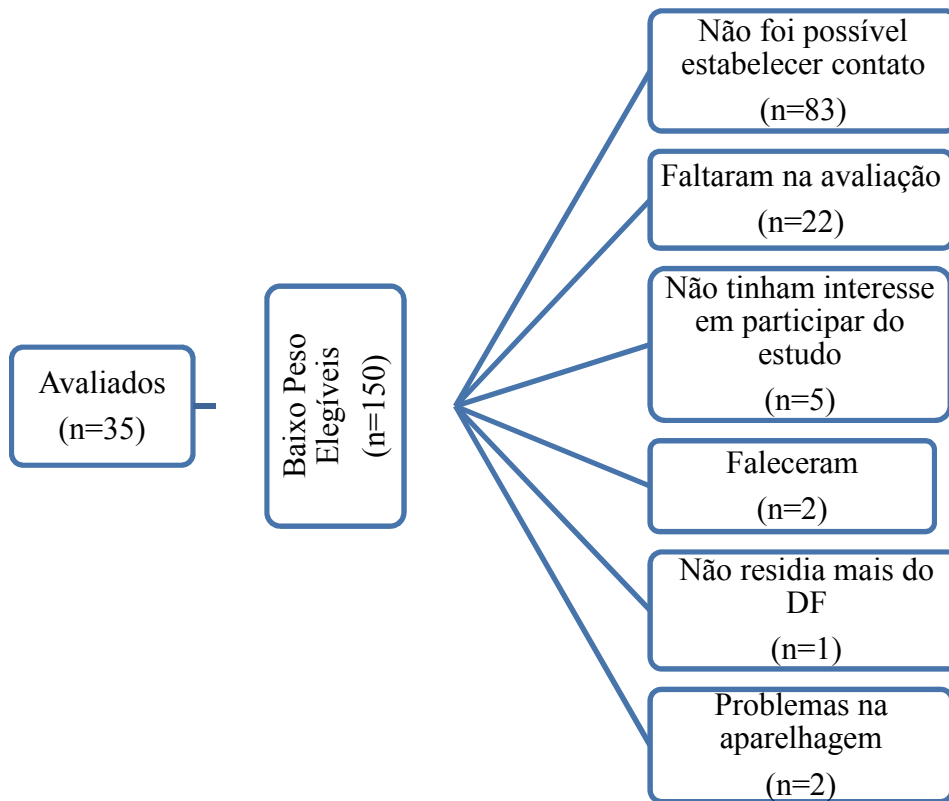 Avaliados
(n=35)
Baixo Peso
Elegíveis
(n=150)
Não foi possível
estabelecer contato
(n=83)
Faltaram na avaliação
(n=22)
Não tinham interesse
em participar do
estudo
(n=5)
Faleceram
(n=2)
Não residia mais do
DF
(n=1)
Problemas na
aparelhagem
(n=2)